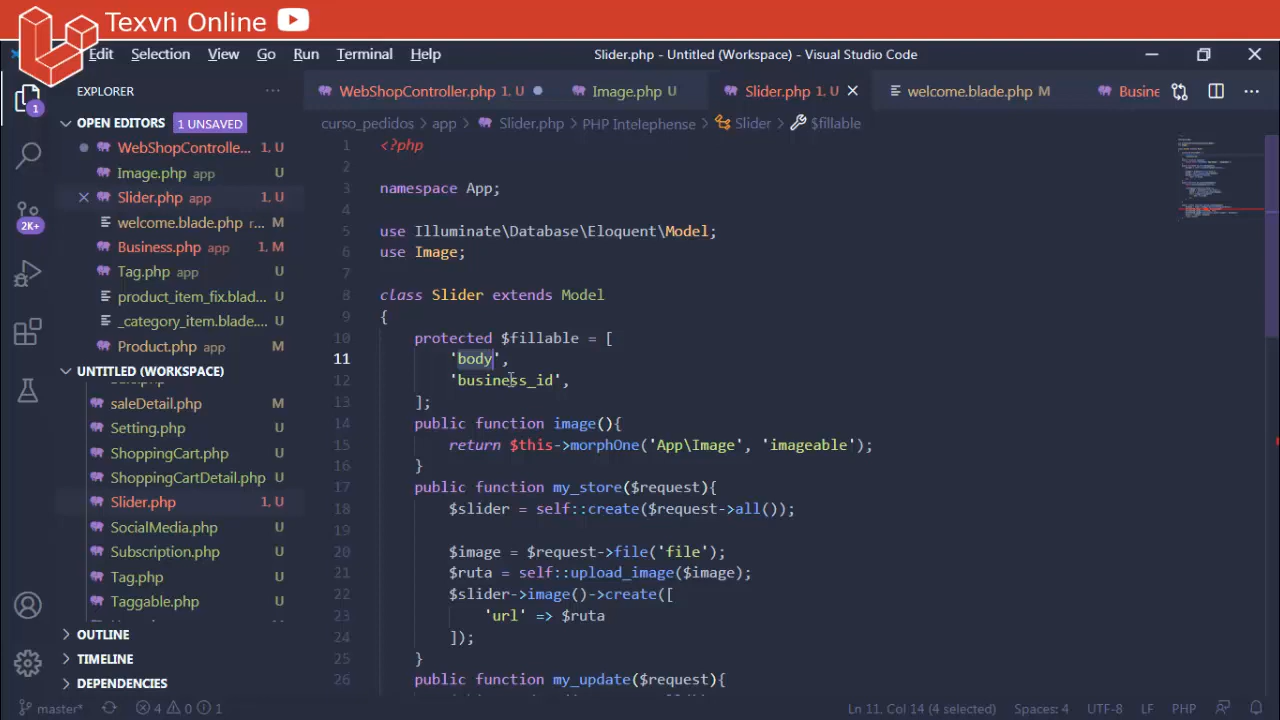 Texvn Online
Edit Selection View Go Run Terminal Help
Slider.php - Untitled (Workspace) - Visual Studio Code
EXPLORER
WebShopController.php 1, U
Image.php U
Slider.php 1, U
welcome.blade.php M
Busine
OPEN EDITORS 1 UNSAVED
WebShopController... 1, U
Image.php app U
Slider.php app 1, U
welcome.blade.php r... M
Business.php app 1, M
Tag.php app U
product_item_fix.blad... U
_category_item.blade.... U
Product.php app M
UNTITLED (WORKSPACE)
saleDetail.php M
Setting.php U
ShoppingCart.php U
ShoppingCartDetail.php U
Slider.php 1, U
SocialMedia.php U
Subscription.php U
Tag.php U
Taggable.php U
OUTLINE
TIMELINE
DEPENDENCIES
1
2K+
curso_pedidos > app > Slider.php > PHP Intelephense > Slider > $fillable
1 <?php
2
3 namespace App;
4
5 use Illuminate\Database\Eloquent\Model;
6 use Image;
7
8 class Slider extends Model
9 {
10 protected $fillable = [
11 'body',
12 'business_id',
13 ];
14 public function image(){
15 return $this->morphOne('App\Image', 'imageable');
16 }
17 public function my_store($request){
18 $slider = self::create($request->all());
19
20 $image = $request->file('file');
21 $ruta = self::upload_image($image);
22 $slider->image()->create([
23 'url' => $ruta
24 ]);
25 }
26 public function my_update($request){
master* 4 0 1
Ln 11, Col 14 (4 selected) Spaces: 4 UTF-8 LF PHP